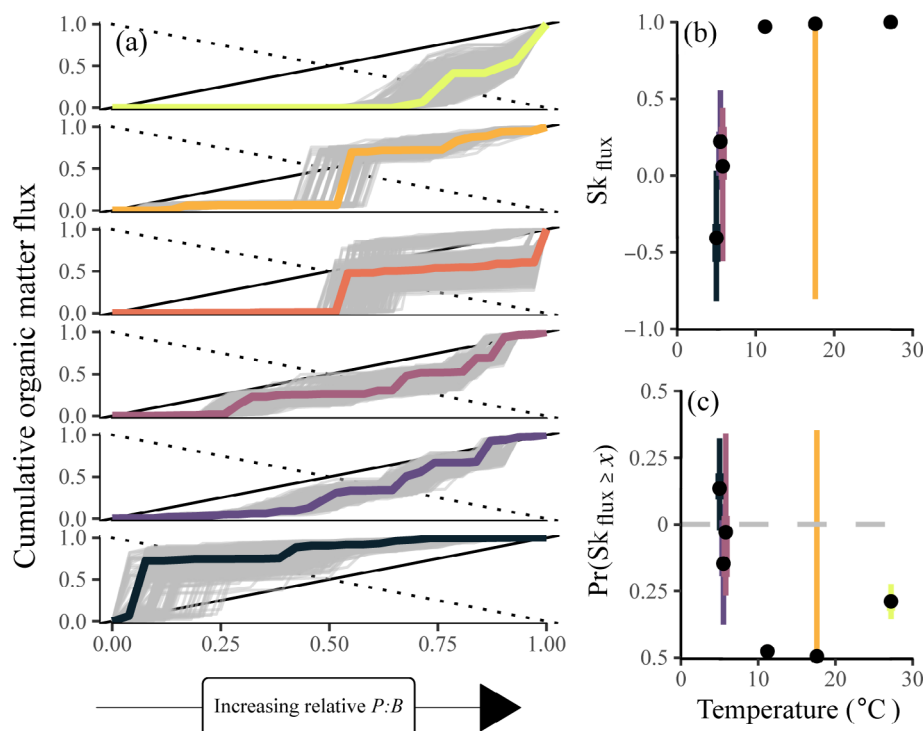 (a)
1.0
0.5
0.0
1.0
0.5
0.0
1.0
0.5
0.0
1.0
0.5
0.0
1.0
0.5
0.0
1.0
0.5
0.0
Cumulative organic matter flux
0.00 0.25 0.50 0.75 1.00
Increasing relative P:B
(b)
1.0
0.5
0.0
−0.5
−1.0
Sk flux
0 10 20 30
(c)
0.5
0.25
0
0.25
0.5
Pr(Sk flux ≥ x)
0 10 20 30
Temperature (°C)